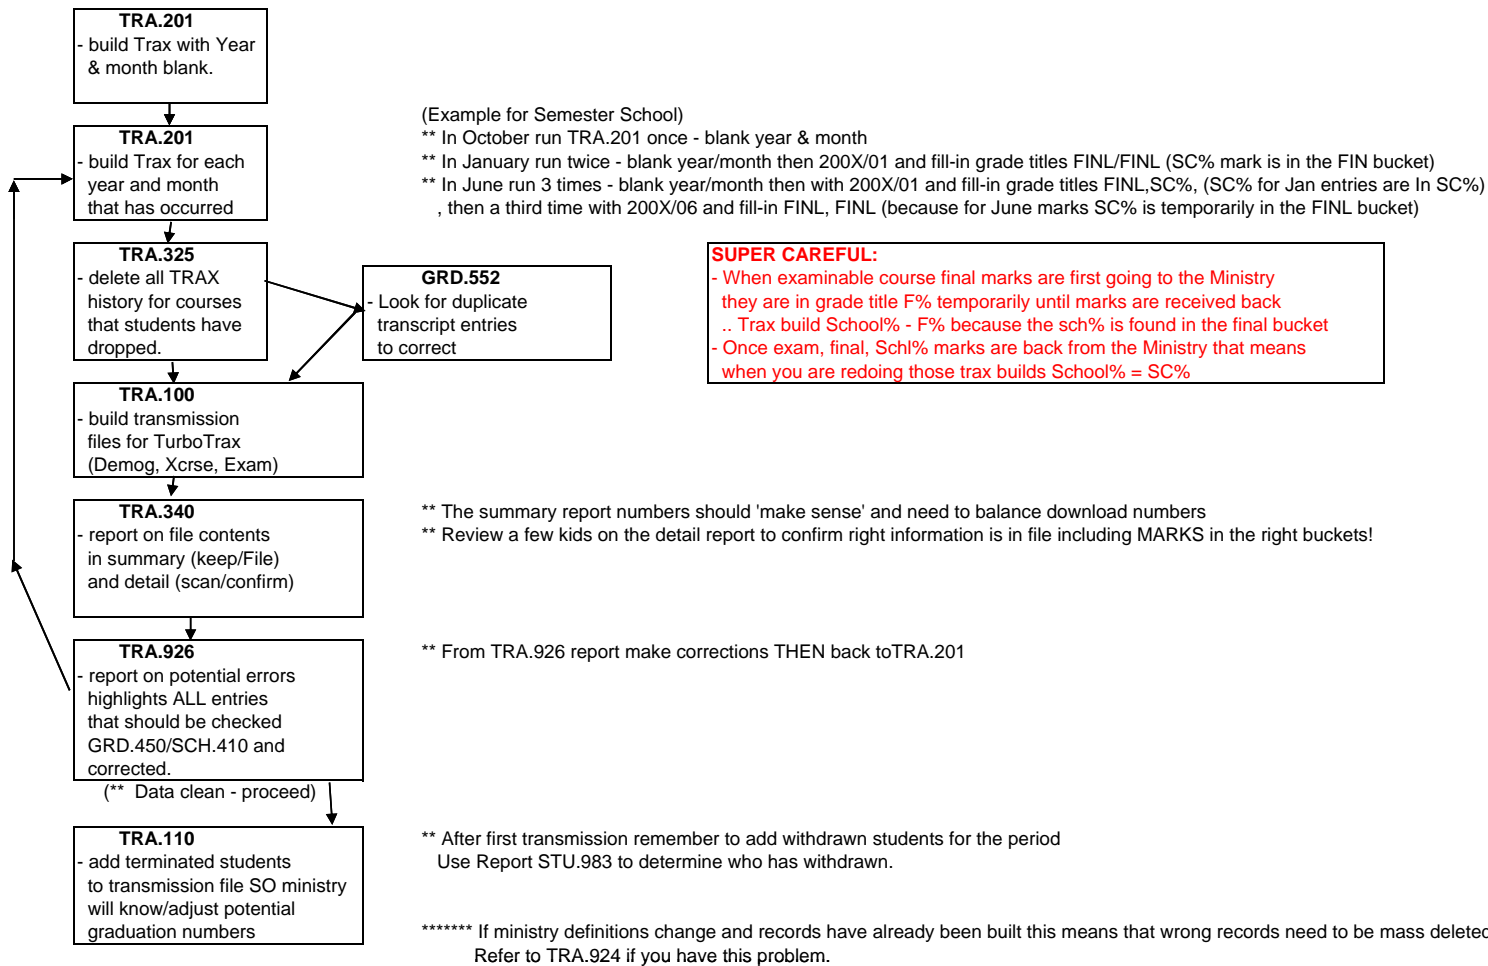 TRA.201
- build Trax with Year
& month blank.
TRA.201
- build Trax for each
year and month
that has occurred
(Example for Semester School)
** In October run TRA.201 once - blank year & month
** In January run twice - blank year/month then 200X/01 and fill-in grade titles FINL/FINL (SC% mark is in the FIN bucket)
** In June run 3 times - blank year/month then with 200X/01 and fill-in grade titles FINL,SC%, (SC% for Jan entries are In SC%)
, then a third time with 200X/06 and fill-in FINL, FINL (because for June marks SC% is temporarily in the FINL bucket)
TRA.325
- delete all TRAX
history for courses
that students have
dropped.
GRD.552
- Look for duplicate
transcript entries
to correct
SUPER CAREFUL:
- When examinable course final marks are first going to the Ministry
they are in grade title F% temporarily until marks are received back
.. Trax build School% - F% because the sch% is found in the final bucket
- Once exam, final, Schl% marks are back from the Ministry that means
when you are redoing those trax builds School% = SC%
TRA.100
- build transmission
files for TurboTrax
(Demog, Xcrse, Exam)
TRA.340
- report on file contents
in summary (keep/File)
and detail (scan/confirm)
** The summary report numbers should 'make sense' and need to balance download numbers
** Review a few kids on the detail report to confirm right information is in file including MARKS in the right buckets!
TRA.926
- report on potential errors
highlights ALL entries
that should be checked
GRD.450/SCH.410 and
corrected.
** From TRA.926 report make corrections THEN back toTRA.201
(** Data clean - proceed)
TRA.110
- add terminated students
to transmission file SO ministry
will know/adjust potential
graduation numbers
** After first transmission remember to add withdrawn students for the period
Use Report STU.983 to determine who has withdrawn.
******* If ministry definitions change and records have already been built this means that wrong records need to be mass deleted
Refer to TRA.924 if you have this problem.